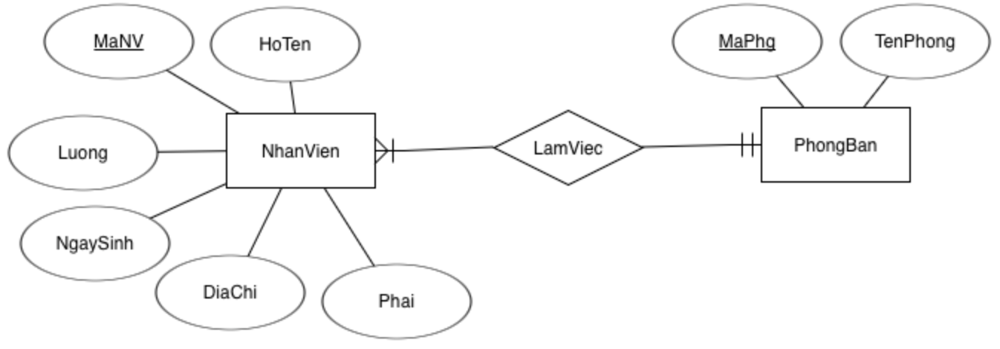 MaNV
HoTen
MaPhg
TenPhong
Luong
NhanVien
LamViec
PhongBan
NgaySinh
DiaChi
Phai